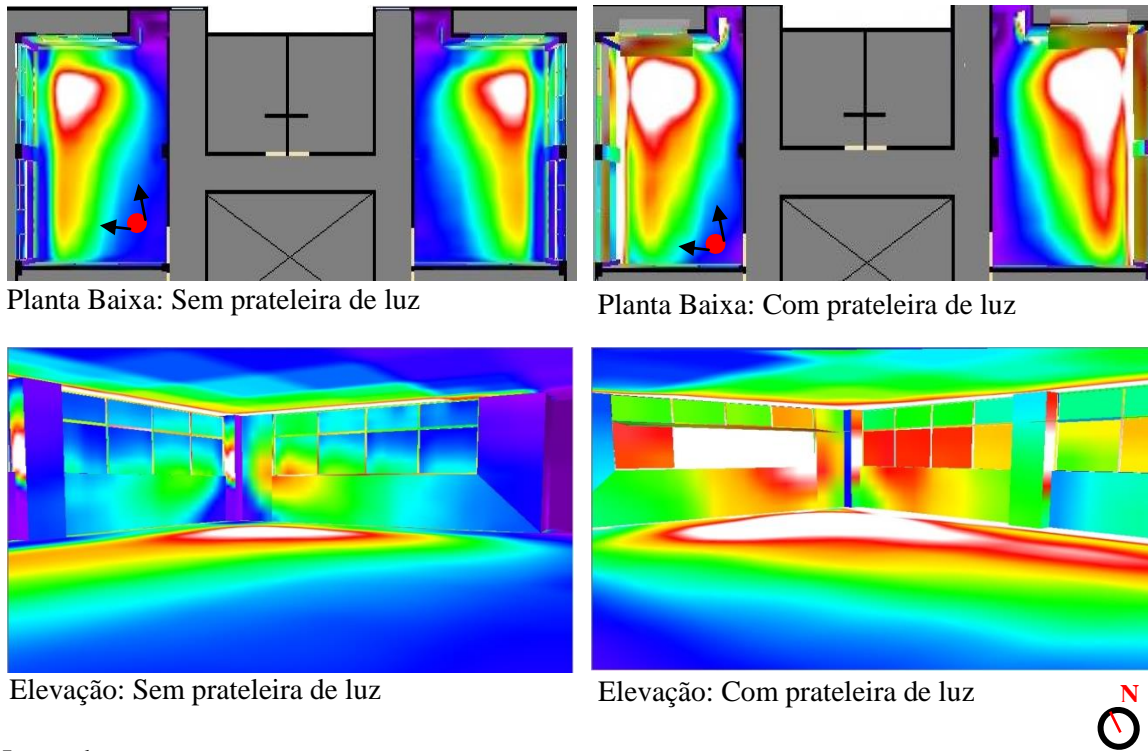 Planta Baixa: Sem prateleira de luz
Planta Baixa: Com prateleira de luz
Elevação: Sem prateleira de luz
Elevação: Com prateleira de luz
N